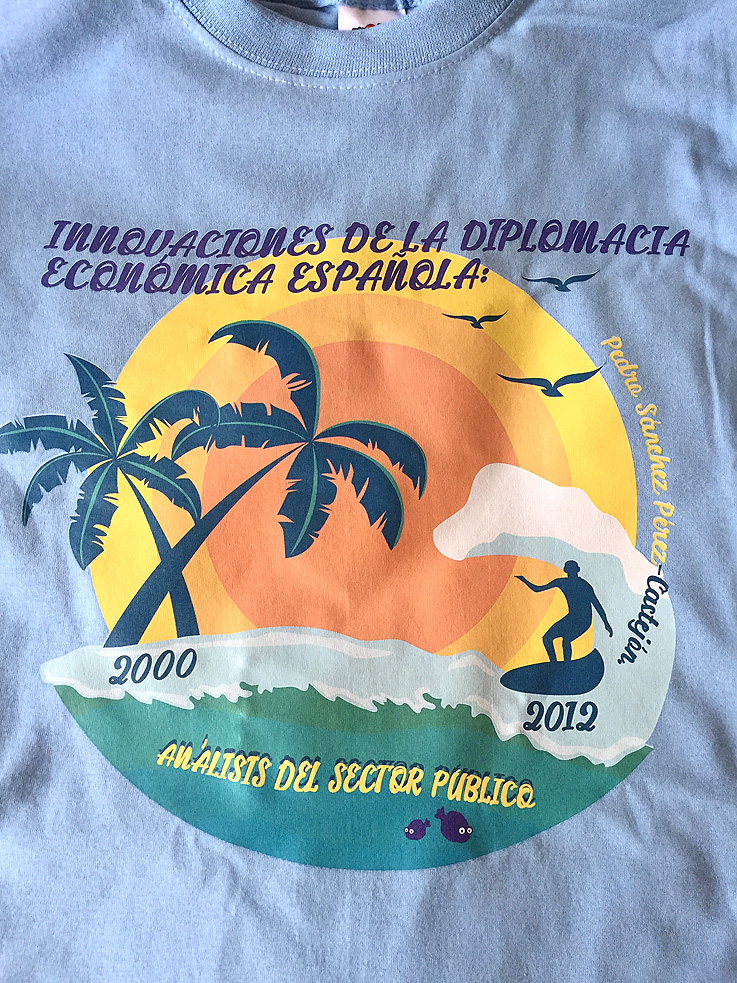 INNOVACIONES DE LA DIPLOMACIA
ECONÓMICA ESPAÑOLA:
Pedro Sánchez Pérez-Castejón.
2000
2012
ANÁLISIS DEL SECTOR PÚBLICO